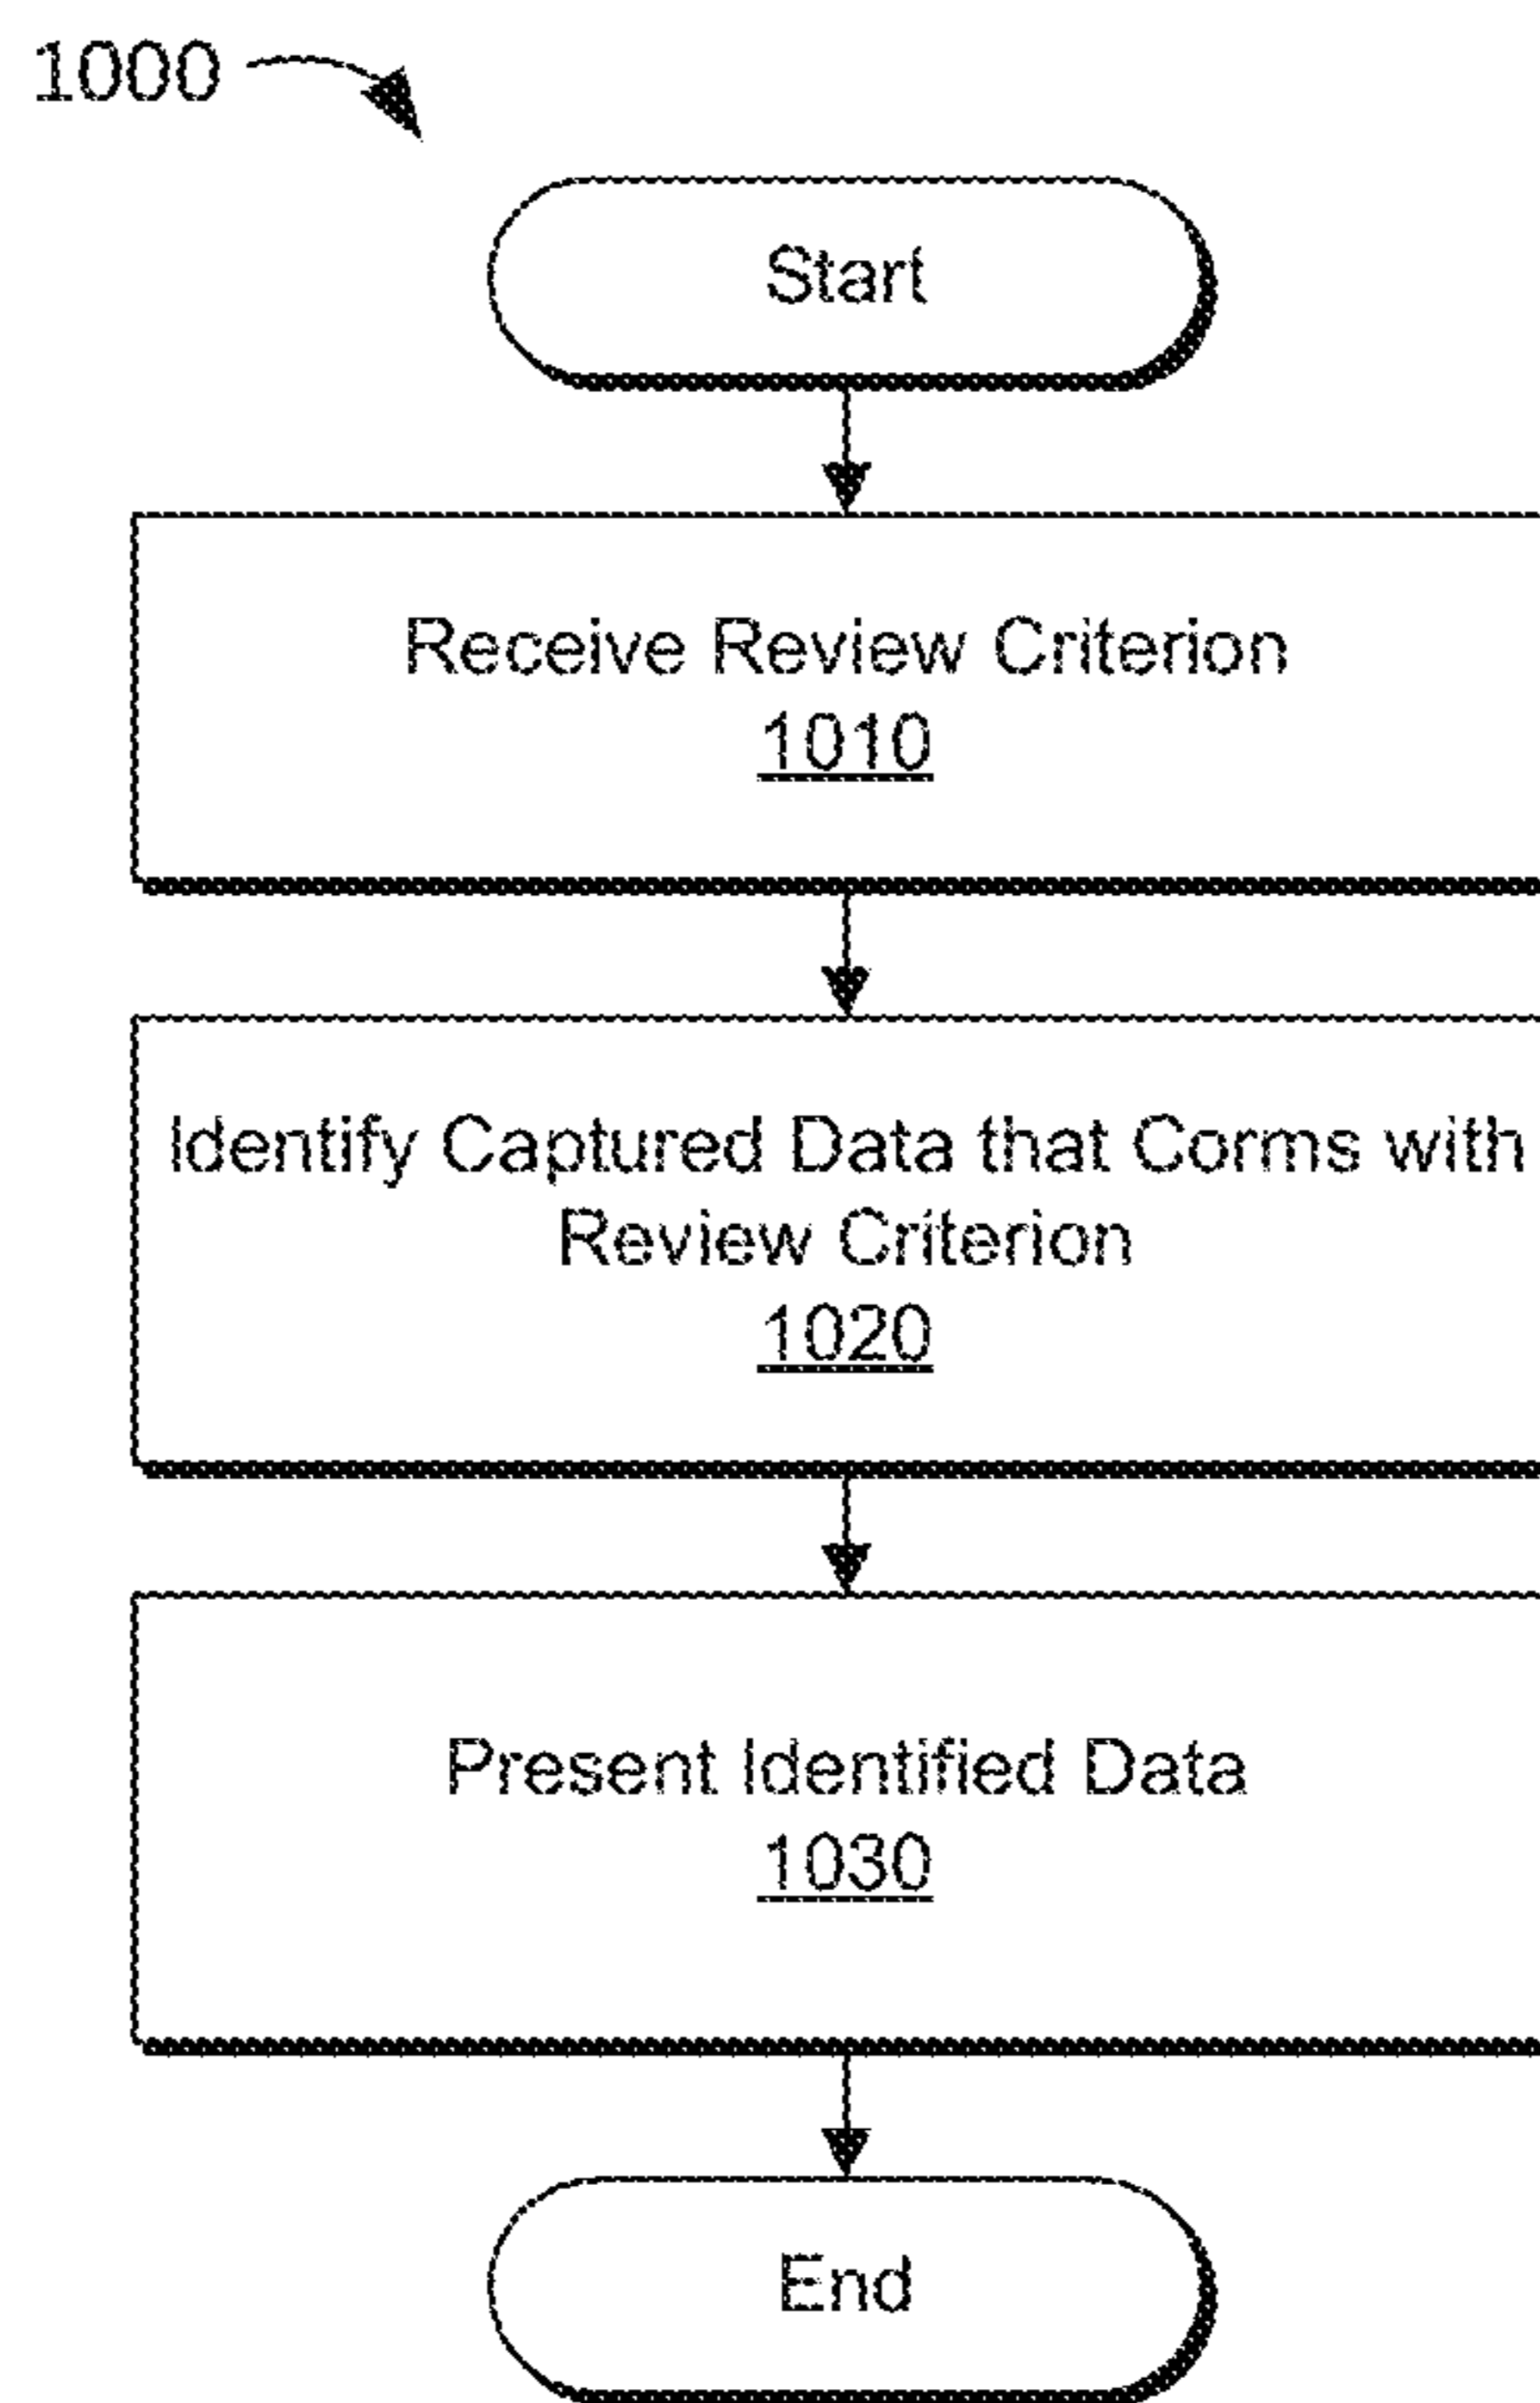 1000
Start
Receive Review Criterion
1010
Identify Captured Data that Corms with
Review Criterion
1020
Present Identified Data
1030
End